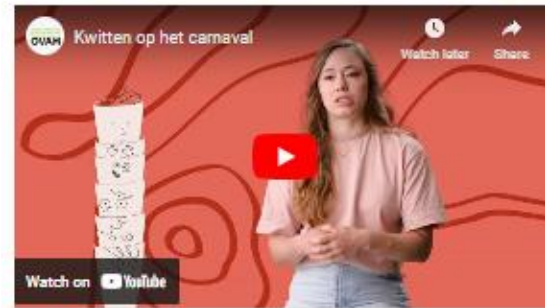 OVAM
Kwitten op het carnaval
Watch later
Share
Watch on YouTube